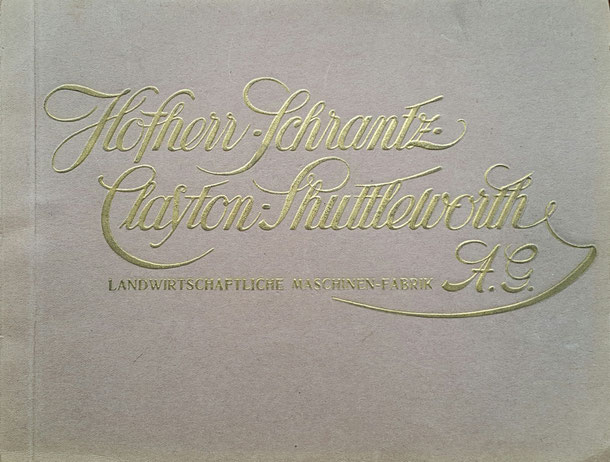 Hofherr-Schrantz-
Clayton-Shuttleworth
A.G.
LANDWIRTSCHAFTLICHE MASCHINEN-FABRIK